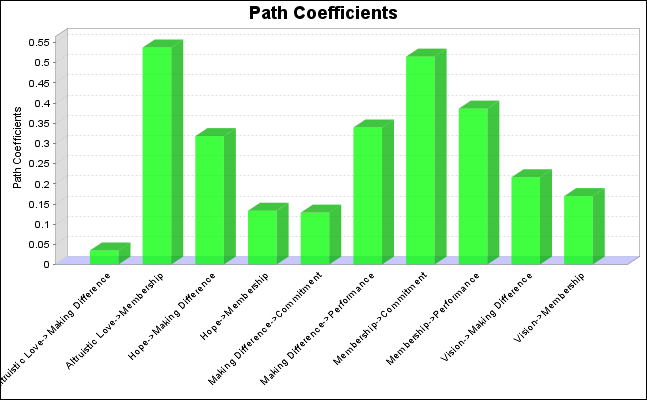 Path Coefficients
Path Coefficients
0.55
0.5
0.45
0.4
0.35
0.3
0.25
0.2
0.15
0.1
0.05
0
ltruistic Love->Making Difference
Altruistic Love->Membership
Hope->Making Difference
Hope->Membership
Making Difference->Commitment
Making Difference->Performance
Membership->Commitment
Membership->Performance
Vision->Making Difference
Vision->Membership